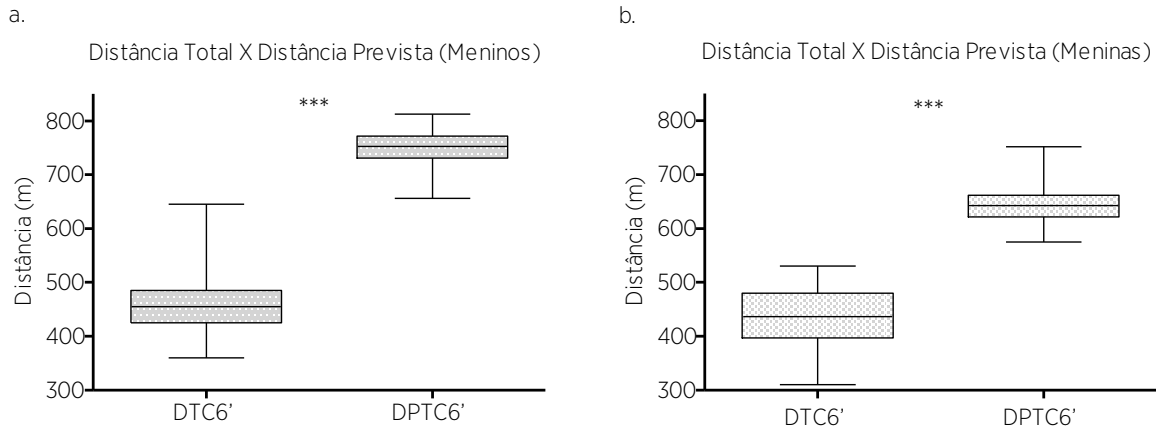 a.
Distância Total X Distância Prevista (Meninos)
***
800
700
600
500
400
300
Distância (m)
DTC6’
DPTC6’
b.
Distância Total X Distância Prevista (Meninas)
***
800
700
600
500
400
300
Distância (m)
DTC6’
DPTC6’